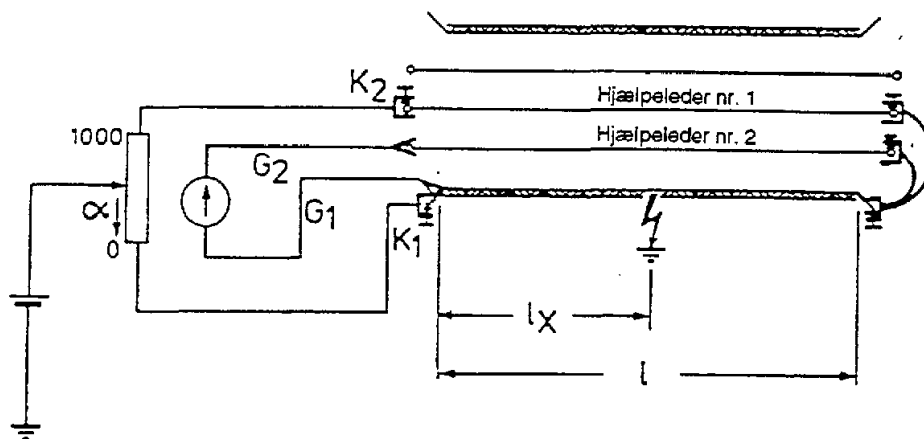 K2
Hjælpeleder nr. 1
1000
Hjælpeleder nr. 2
G2
α
G1
0
K1
lx
l